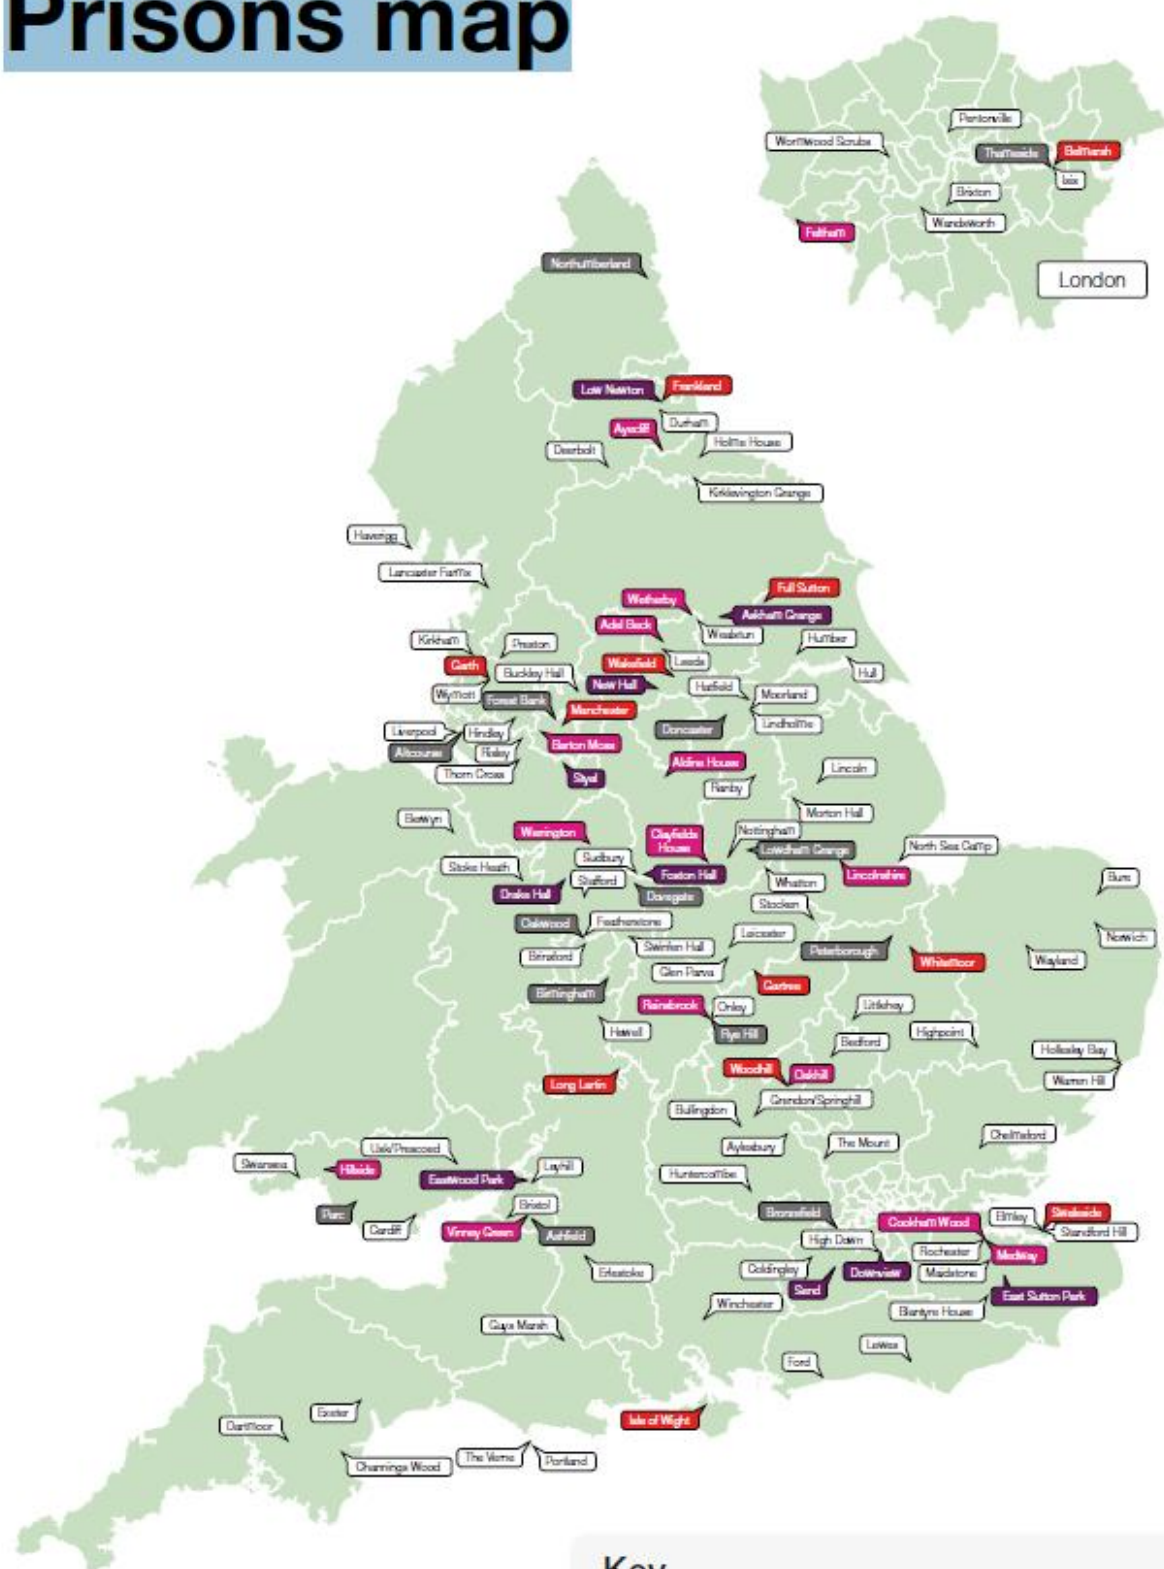 Prisons map
Pentonville
Wormwood Scrubs
Thameside
Belmarsh
Isis
Brixton
Wandsworth
Feltham
London
Northumberland
Low Newton
Frankland
Durham
Aycliffe
Holme House
Deerbolt
Kirklevington Grange
Haverigg
Lancaster Farms
Full Sutton
Wetherby
Askham Grange
Adel Beck
Wealstun
Humber
Kirkham
Preston
Garth
Wakefield
Leeds
Buckley Hall
Hull
New Hall
Hatfield
Wymott
Moorland
Forest Bank
Manchester
Lindholme
Liverpool
Hindley
Doncaster
Altcourse
Risley
Barton Moss
Aldine House
Thorn Cross
Styal
Lincoln
Ranby
Morton Hall
Berwyn
Werrington
Clayfields
House
Nottingham
Lowdham Grange
North Sea Camp
Sudbury
Stoke Heath
Foston Hall
Lincolnshire
Bure
Stafford
Whatton
Drake Hall
Dovegate
Stocken
Oakwood
Featherstone
Leicester
Norwich
Swinfen Hall
Peterborough
Brinsford
Whitemoor
Wayland
Glen Parva
Gartree
Birmingham
Rainsbrook
Onley
Littlehey
Hewell
Rye Hill
Highpoint
Bedford
Hollesley Bay
Woodhill
Oakhill
Warren Hill
Long Lartin
Grendon/Springhill
Bullingdon
Chelmsford
Aylesbury
The Mount
Usk/Prescoed
Swansea
Hillside
Layhill
Huntercombe
Eastwood Park
Bristol
Parc
Bronzefield
Cookham Wood
Elmley
Swaleside
Cardiff
Vinney Green
Ashfield
High Down
Standford Hill
Rochester
Medway
Erlestoke
Coldingley
Downview
Maidstone
Send
East Sutton Park
Winchester
Blantyre House
Guys Marsh
Lewes
Ford
Exeter
Isle of Wight
Dartmoor
The Verne
Portland
Channings Wood
Key